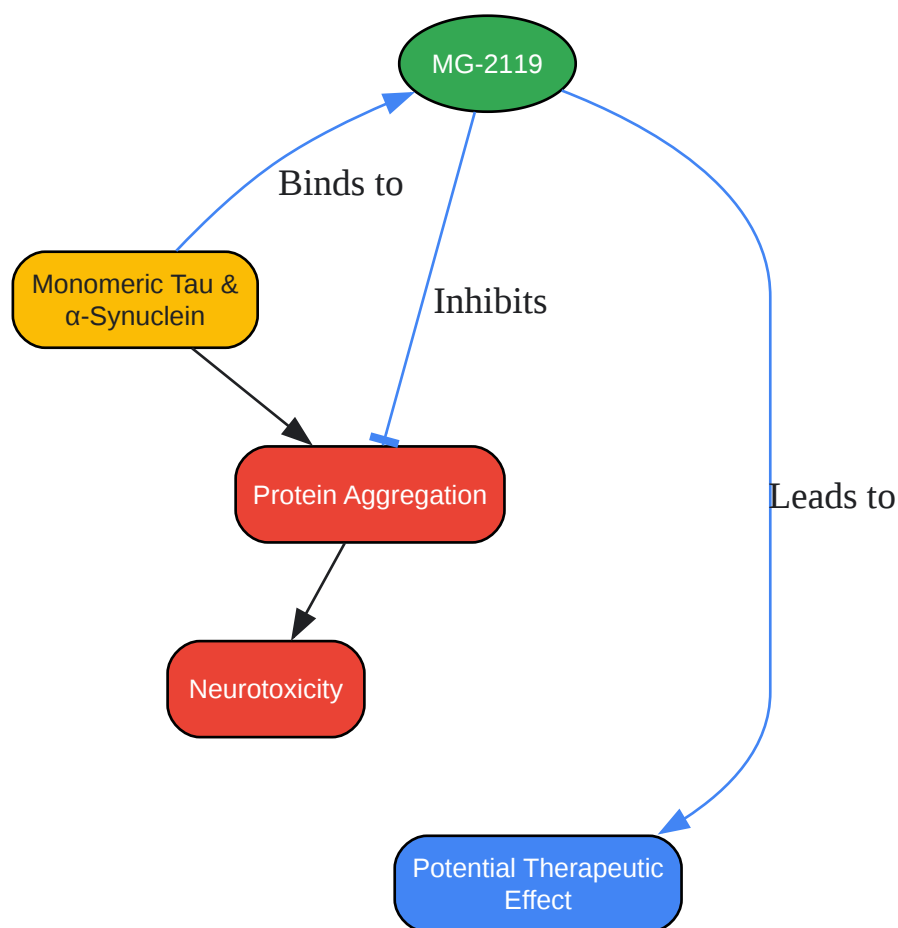 MG-2119
Binds to
Monomeric Tau &
α-Synuclein
Inhibits
Protein Aggregation
Leads to
Neurotoxicity
Potential Therapeutic
Effect